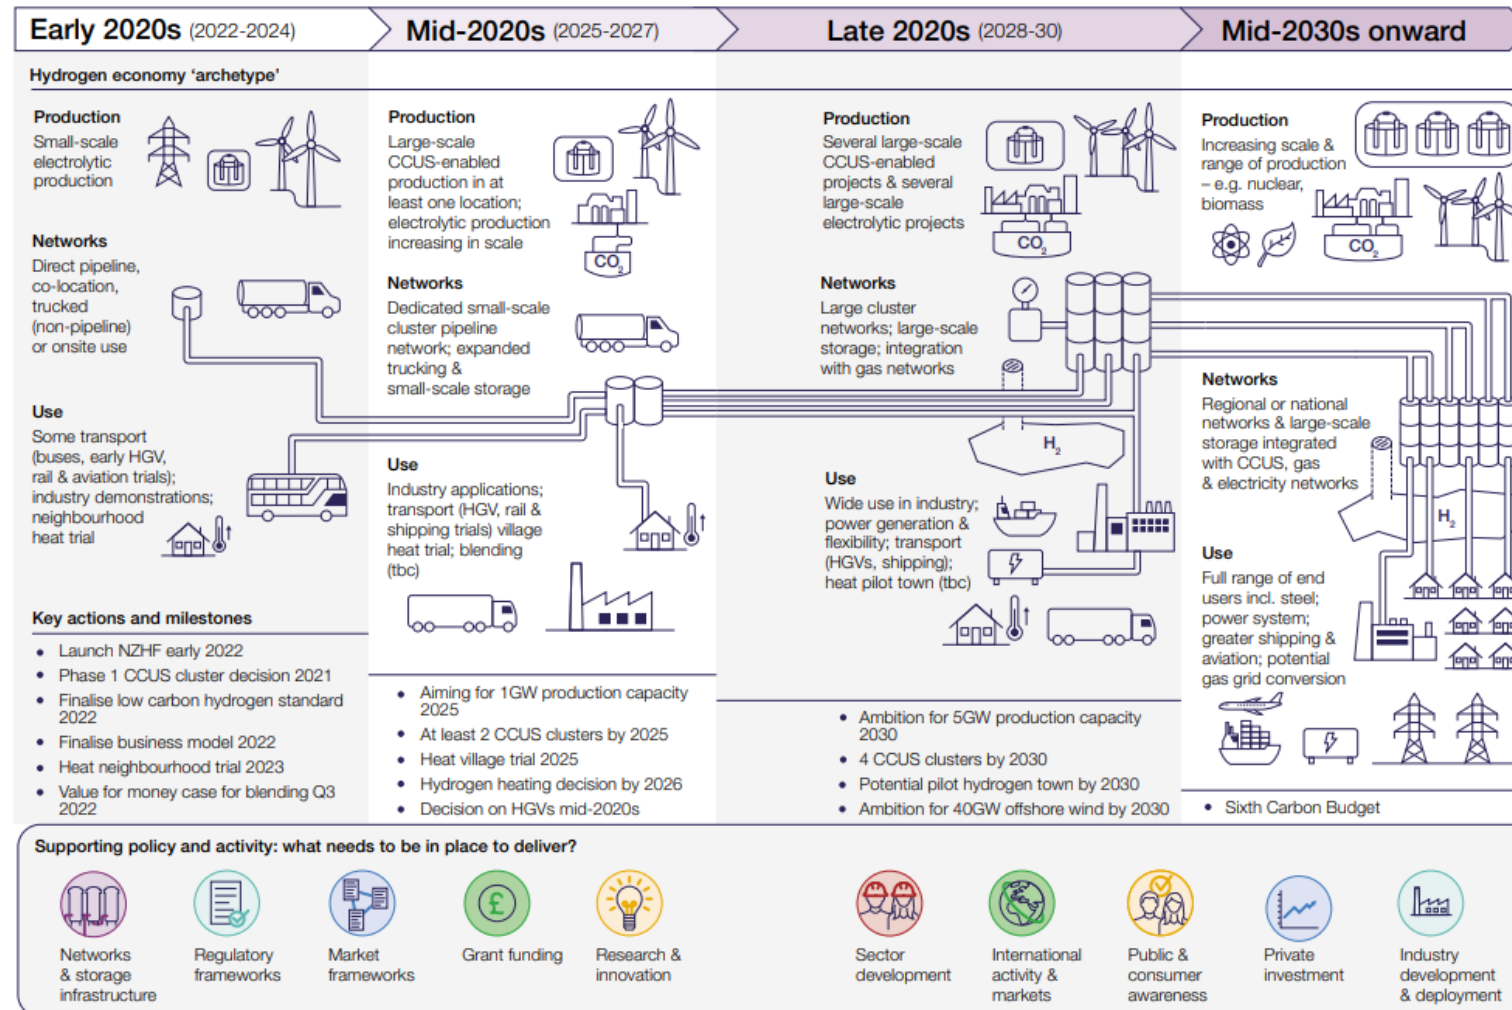 Early 2020s (2022-2024)
Mid-2020s (2025-2027)
Late 2020s (2028-30)
Mid-2030s onward
Hydrogen economy ‘archetype’
Production
Small-scale
electrolytic
production
Networks
Direct pipeline,
co-location,
trucked
(non-pipeline)
or onsite use
Use
Some transport
(buses, early HGV,
rail & aviation trials);
industry demonstrations;
neighbourhood
heat trial
Key actions and milestones
• Launch NZHF early 2022
• Phase 1 CCUS cluster decision 2021
• Finalise low carbon hydrogen standard
2022
• Finalise business model 2022
• Heat neighbourhood trial 2023
• Value for money case for blending Q3
2022
Production
Large-scale
CCUS-enabled
production in at
least one location;
electrolytic production
increasing in scale
CO2
Networks
Dedicated small-scale
cluster pipeline
network; expanded
trucking &
small-scale storage
Use
Industry applications;
transport (HGV, rail &
shipping trials) village
heat trial; blending
(tbc)
• Aiming for 1GW production capacity
2025
• At least 2 CCUS clusters by 2025
• Heat village trial 2025
• Hydrogen heating decision by 2026
• Decision on HGVs mid-2020s
Production
Several large-scale
CCUS-enabled
projects & several
large-scale
electrolytic projects
CO2
Networks
Large cluster
networks; large-scale
storage; integration
with gas networks
H2
Use
Wide use in industry;
power generation &
flexibility; transport
(HGVs, shipping);
heat pilot town (tbc)
• Ambition for 5GW production capacity
2030
• 4 CCUS clusters by 2030
• Potential pilot hydrogen town by 2030
• Ambition for 40GW offshore wind by 2030
Production
Increasing scale &
range of production
– e.g. nuclear,
biomass
CO2
Networks
Regional or national
networks & large-scale
storage integrated
with CCUS, gas
& electricity networks
H2
Use
Full range of end
users incl. steel;
power system;
greater shipping &
aviation; potential
gas grid conversion
• Sixth Carbon Budget
Supporting policy and activity: what needs to be in place to deliver?
£
Networks
& storage
infrastructure
Regulatory
frameworks
Market
frameworks
Grant funding
Research &
innovation
Sector
development
International
activity &
markets
Public &
consumer
awareness
Private
investment
Industry
development
& deployment